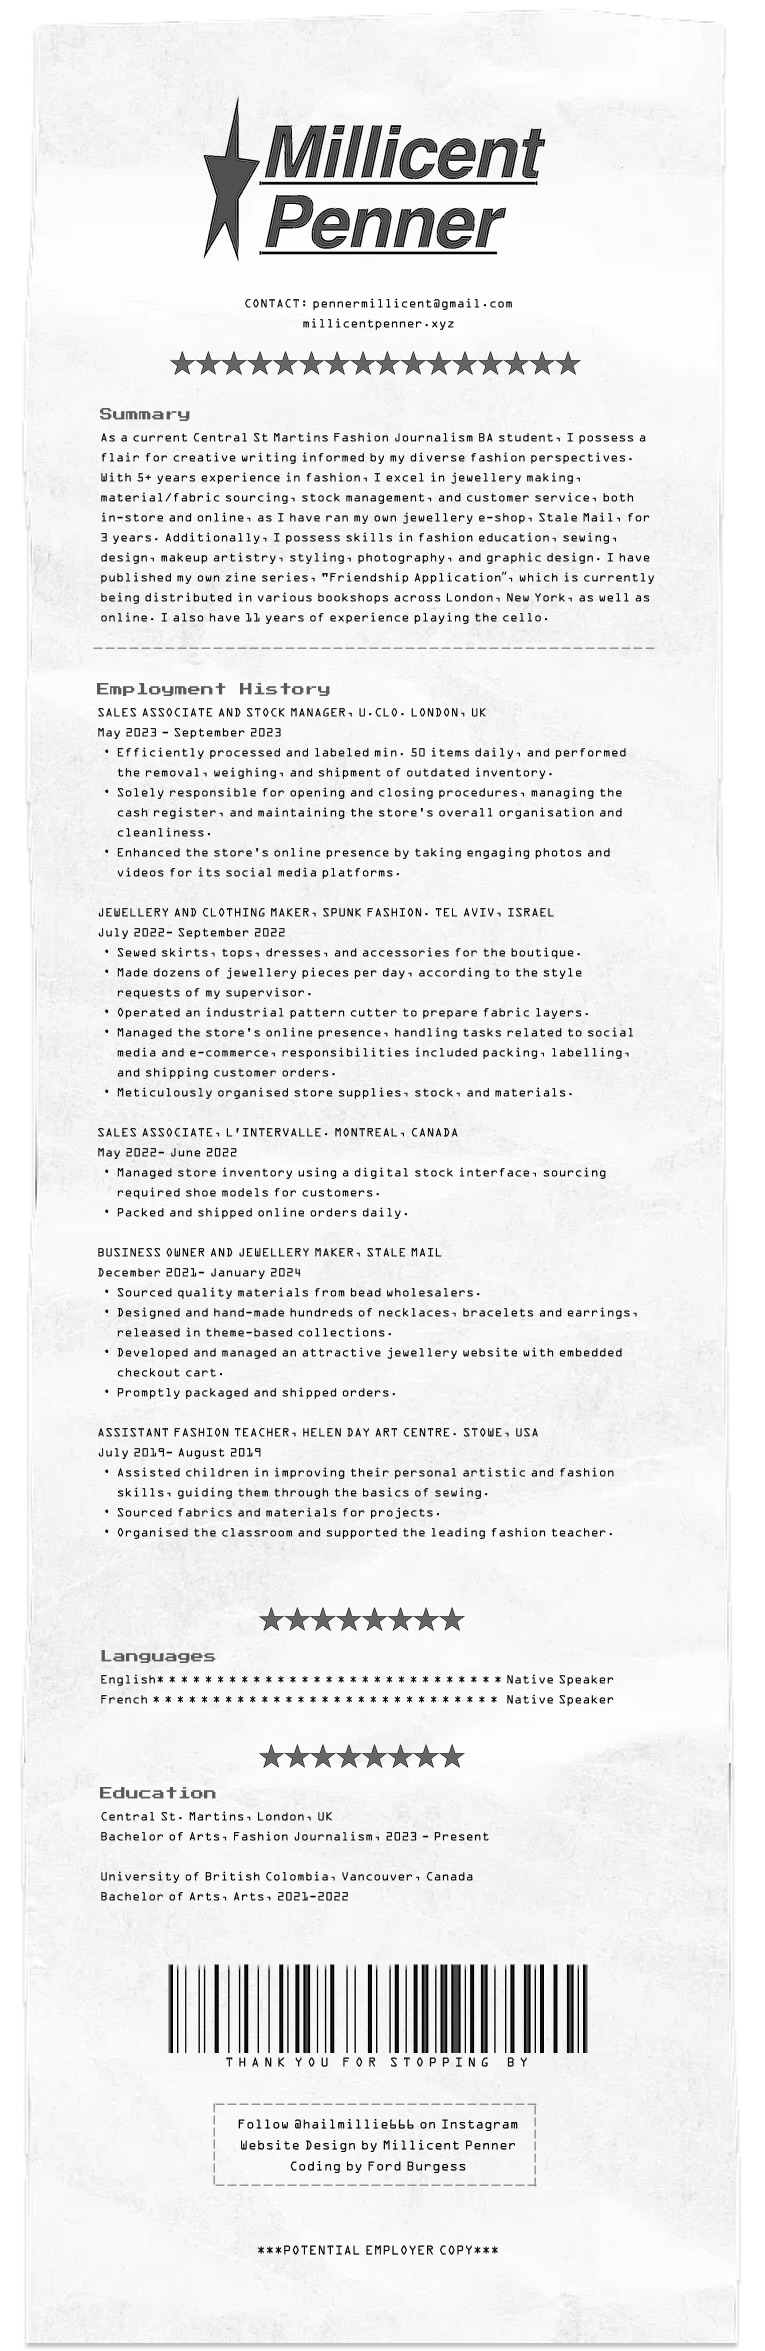 Millicent
Penner
CONTACT: pennermillicent@gmail.com
millicentpenner.xyz
Summary
As a current Central St Martins Fashion Journalism BA student, I possess a
flair for creative writing informed by my diverse fashion perspectives.
With 5+ years experience in fashion, I excel in jewellery making,
material/fabric sourcing, stock management, and customer service, both
in-store and online, as I have ran my own jewellery e-shop, Stale Mail, for
3 years. Additionally, I possess skills in fashion education, sewing,
design, makeup artistry, styling, photography, and graphic design. I have
published my own zine series, "Friendship Application", which is currently
being distributed in various bookshops across London, New York, as well as
online. I also have 11 years of experience playing the cello.
Employment History
SALES ASSOCIATE AND STOCK MANAGER, U.CLO. LONDON, UK
May 2023 - September 2023
• Efficiently processed and labeled min. 50 items daily, and performed
the removal, weighing, and shipment of outdated inventory.
• Solely responsible for opening and closing procedures, managing the
cash register, and maintaining the store's overall organisation and
cleanliness.
• Enhanced the store's online presence by taking engaging photos and
videos for its social media platforms.
JEWELLERY AND CLOTHING MAKER, SPUNK FASHION. TEL AVIV, ISRAEL
July 2022- September 2022
• Sewed skirts, tops, dresses, and accessories for the boutique.
• Made dozens of jewellery pieces per day, according to the style
requests of my supervisor.
• Operated an industrial pattern cutter to prepare fabric layers.
• Managed the store's online presence, handling tasks related to social
media and e-commerce, responsibilities included packing, labelling,
and shipping customer orders.
• Meticulously organised store supplies, stock, and materials.
SALES ASSOCIATE, L'INTERVALLE. MONTREAL, CANADA
May 2022- June 2022
• Managed store inventory using a digital stock interface, sourcing
required shoe models for customers.
• Packed and shipped online orders daily.
BUSINESS OWNER AND JEWELLERY MAKER, STALE MAIL
December 2021- January 2024
• Sourced quality materials from bead wholesalers.
• Designed and hand-made hundreds of necklaces, bracelets and earrings,
released in theme-based collections.
• Developed and managed an attractive jewellery website with embedded
checkout cart.
• Promptly packaged and shipped orders.
ASSISTANT FASHION TEACHER, HELEN DAY ART CENTRE. STOWE, USA
July 2019- August 2019
• Assisted children in improving their personal artistic and fashion
skills, guiding them through the basics of sewing.
• Sourced fabrics and materials for projects.
• Organised the classroom and supported the leading fashion teacher.
Languages
English* * * * * * * * * * * * * * * * * * * * * * * * * * * * * Native Speaker
French * * * * * * * * * * * * * * * * * * * * * * * * * * * * * Native Speaker
Education
Central St. Martins, London, UK
Bachelor of Arts, Fashion Journalism, 2023 - Present
University of British Colombia, Vancouver, Canada
Bachelor of Arts, Arts, 2021-2022
THANK YOU FOR STOPPING BY
Follow @hailmillie666 on Instagram
Website Design by Millicent Penner
Coding by Ford Burgess
***POTENTIAL EMPLOYER COPY***